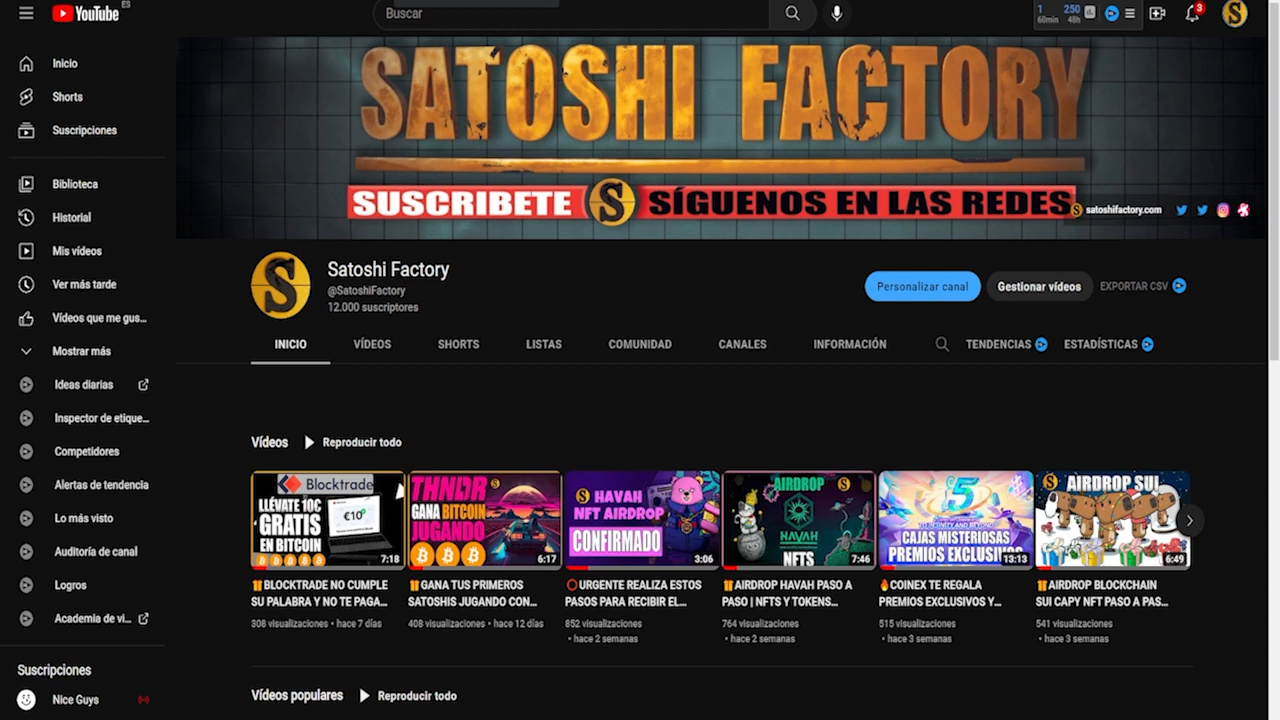 YouTube ES
Buscar
1 250
60min 48h
3
Inicio
Shorts
Suscripciones
Biblioteca
Historial
Mis vídeos
Ver más tarde
Vídeos que me gus...
Mostrar más
Ideas diarias
Inspector de etique...
Competidores
Alertas de tendencia
Lo más visto
Auditoría de canal
Logros
Academia de vi...
Suscripciones
Nice Guys
SATOSHI FACTORY
SUSCRIBETE S SÍGUENOS EN LAS REDES
satoshifactory.com
Satoshi Factory
@SatoshiFactory
12.000 suscriptores
Personalizar canal
Gestionar vídeos
EXPORTAR CSV
INICIO VÍDEOS SHORTS LISTAS COMUNIDAD CANALES INFORMACIÓN TENDENCIAS ESTADÍSTICAS
Vídeos Reproducir todo
Blocktrade
LLÉVATE 10€
GRATIS
EN BITCOIN
€10
7:18
BLOCKTRADE NO CUMPLE
SU PALABRA Y NO TE PAGA...
308 visualizaciones • hace 7 días
THNDR
GANA BITCOIN
JUGANDO
6:17
GANA TUS PRIMEROS
SATOSHIS JUGANDO CON...
408 visualizaciones • hace 12 días
HAVAH
NFT AIRDROP
CONFIRMADO
3:06
URGENTE REALIZA ESTOS
PASOS PARA RECIBIR EL...
852 visualizaciones
• hace 2 semanas
AIRDROP
HAVAH
NFTS
7:46
AIRDROP HAVAH PASO A
PASO | NFTS Y TOKENS...
764 visualizaciones
• hace 2 semanas
5
TO INFINITY AND BEYOND
CAJAS MISTERIOSAS
PREMIOS EXCLUSIVOS
13:13
COINEX TE REGALA
PREMIOS EXCLUSIVOS Y...
515 visualizaciones
• hace 3 semanas
AIRDROP SUI
6:49
AIRDROP BLOCKCHAIN
SUI CAPY NFT PASO A PAS...
541 visualizaciones
• hace 3 semanas
Vídeos populares Reproducir todo